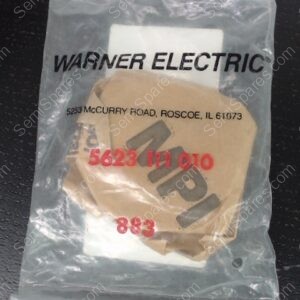 WARNER ELECTRIC
5253 McCURRY ROAD, ROSCOE, IL 61073
MPI
5623 111 010
883